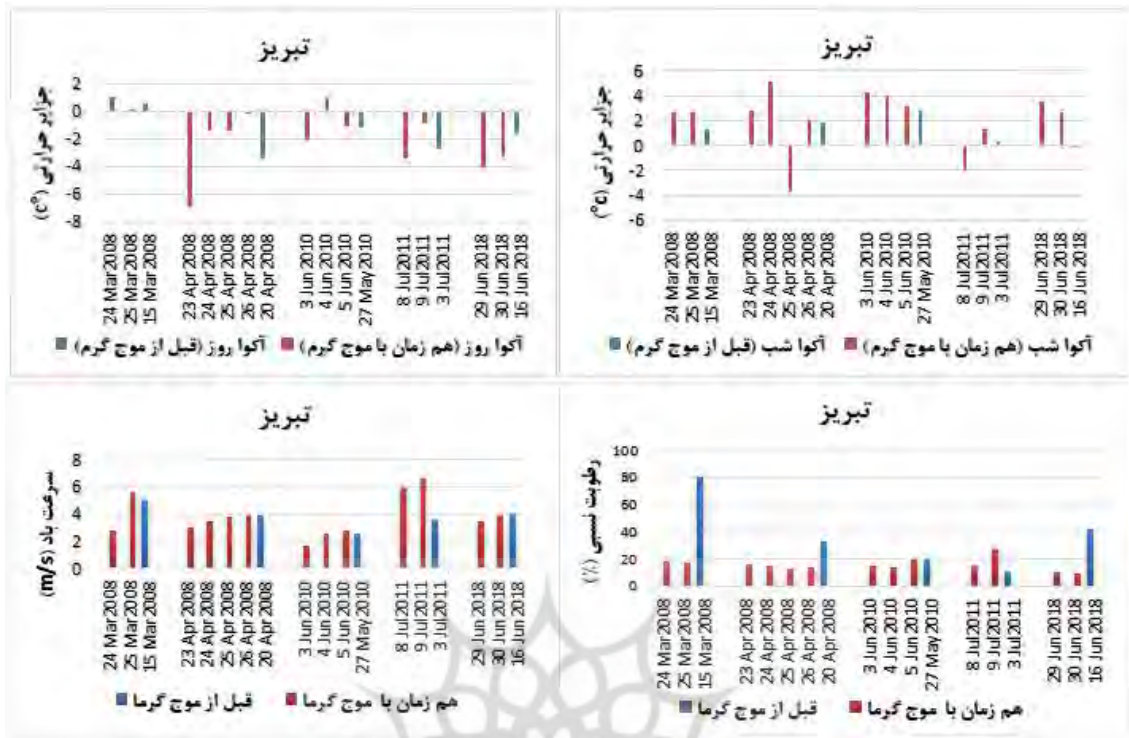 تبریز
جزایر حرارتی (c°)
2
0
-2
-4
-6
-8
24 Mar 2008
25 Mar 2008
15 Mar 2008
23 Apr 2008
24 Apr 2008
25 Apr 2008
26 Apr 2008
20 Apr 2008
3 Jun 2010
4 Jun 2010
5 Jun 2010
27 May 2010
8 Jul 2011
9 Jul 2011
3 Jul 2011
29 Jun 2018
30 Jun 2018
16 Jun 2018
آکوا روز (قبل از موج گرم) آکوا روز (هم زمان با موج گرم)
تبریز
جزایر حرارتی (c°)
6
4
2
0
-2
-4
-6
24 Mar 2008
25 Mar 2008
15 Mar 2008
23 Apr 2008
24 Apr 2008
25 Apr 2008
26 Apr 2008
20 Apr 2008
3 Jun 2010
4 Jun 2010
5 Jun 2010
27 May 2010
8 Jul 2011
9 Jul 2011
3 Jul 2011
29 Jun 2018
30 Jun 2018
16 Jun 2018
آکوا شب (قبل از موج گرم) آکوا شب (هم زمان با موج گرم)
تبریز
سرعت باد (m/s)
8
6
4
2
0
24 Mar 2008
25 Mar 2008
15 Mar 2008
23 Apr 2008
24 Apr 2008
25 Apr 2008
26 Apr 2008
20 Apr 2008
3 Jun 2010
4 Jun 2010
5 Jun 2010
27 May 2010
8 Jul 2011
9 Jul 2011
3 Jul 2011
29 Jun 2018
30 Jun 2018
16 Jun 2018
قبل از موج گرما هم زمان با موج گرما
تبریز
رطوبت نسبی (٪)
100
80
60
40
20
0
24 Mar 2008
25 Mar 2008
15 Mar 2008
23 Apr 2008
24 Apr 2008
25 Apr 2008
26 Apr 2008
20 Apr 2008
3 Jun 2010
4 Jun 2010
5 Jun 2010
27 May 2010
8 Jul 2011
9 Jul 2011
3 Jul 2011
29 Jun 2018
30 Jun 2018
16 Jun 2018
قبل از موج گرما هم زمان با موج گرما